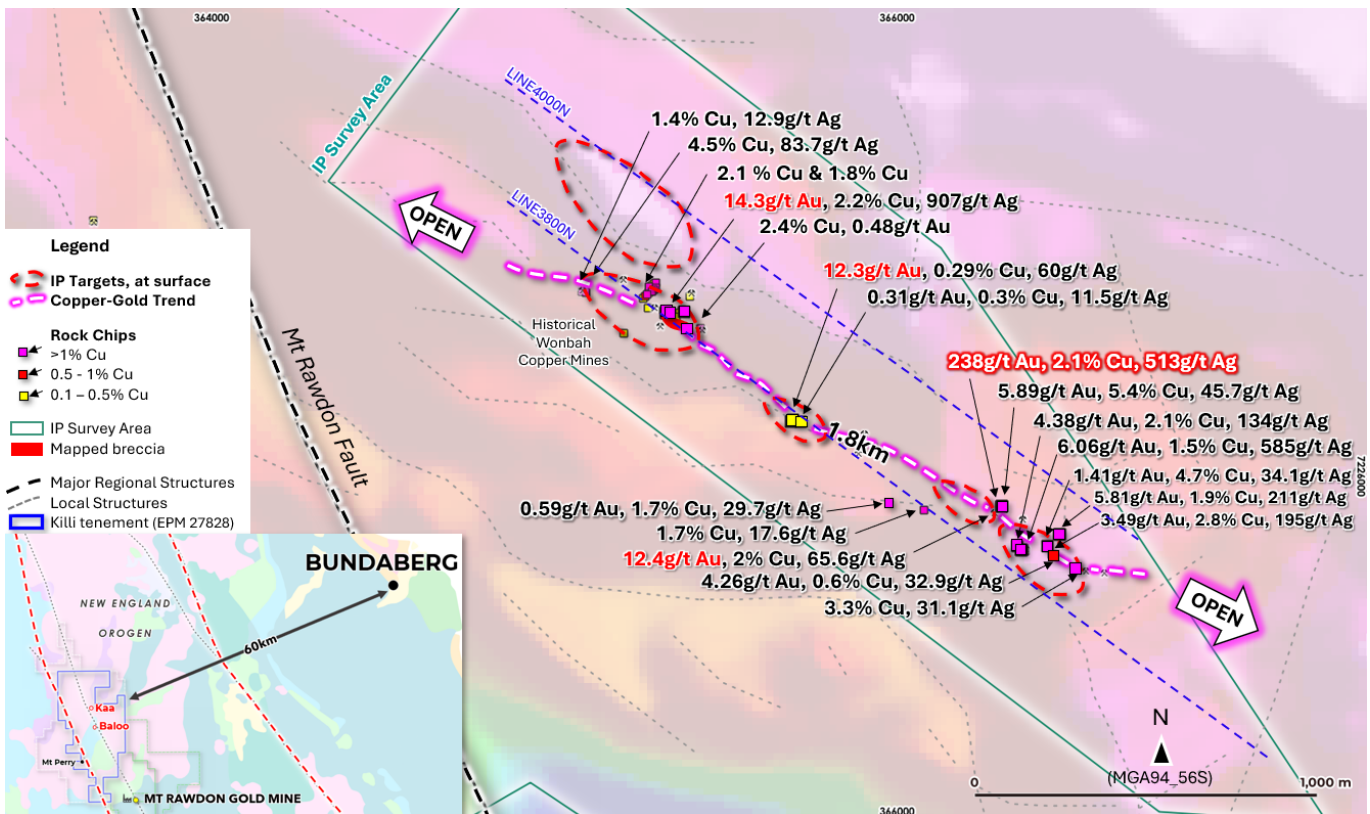 364000
366000
LINE4000N
IP Survey Area
1.4% Cu, 12.9g/t Ag
4.5% Cu, 83.7g/t Ag
2.1 % Cu & 1.8% Cu
14.3g/t Au, 2.2% Cu, 907g/t Ag
2.4% Cu, 0.48g/t Au
OPEN
LINE3800N
12.3g/t Au, 0.29% Cu, 60g/t Ag
0.31g/t Au, 0.3% Cu, 11.5g/t Ag
Historical
Wonbah
Copper Mines
Mt Rawdon Fault
238g/t Au, 2.1% Cu, 513g/t Ag
5.89g/t Au, 5.4% Cu, 45.7g/t Ag
4.38g/t Au, 2.1% Cu, 134g/t Ag
6.06g/t Au, 1.5% Cu, 585g/t Ag
1.41g/t Au, 4.7% Cu, 34.1g/t Ag
5.81g/t Au, 1.9% Cu, 211g/t Ag
3.49g/t Au, 2.8% Cu, 195g/t Ag
1.8km
7226000
0.59g/t Au, 1.7% Cu, 29.7g/t Ag
1.7% Cu, 17.6g/t Ag
12.4g/t Au, 2% Cu, 65.6g/t Ag
4.26g/t Au, 0.6% Cu, 32.9g/t Ag
3.3% Cu, 31.1g/t Ag
OPEN
Legend
IP Targets, at surface
Copper-Gold Trend
Rock Chips
>1% Cu
0.5 - 1% Cu
0.1 – 0.5% Cu
IP Survey Area
Mapped breccia
Major Regional Structures
Local Structures
Killi tenement (EPM 27828)
BUNDABERG
NEW ENGLAND
OROGEN
60km
Kaa
Baloo
Mt Perry
MT RAWDON GOLD MINE
N
(MGA94_56S)
0
1,000 m
366000